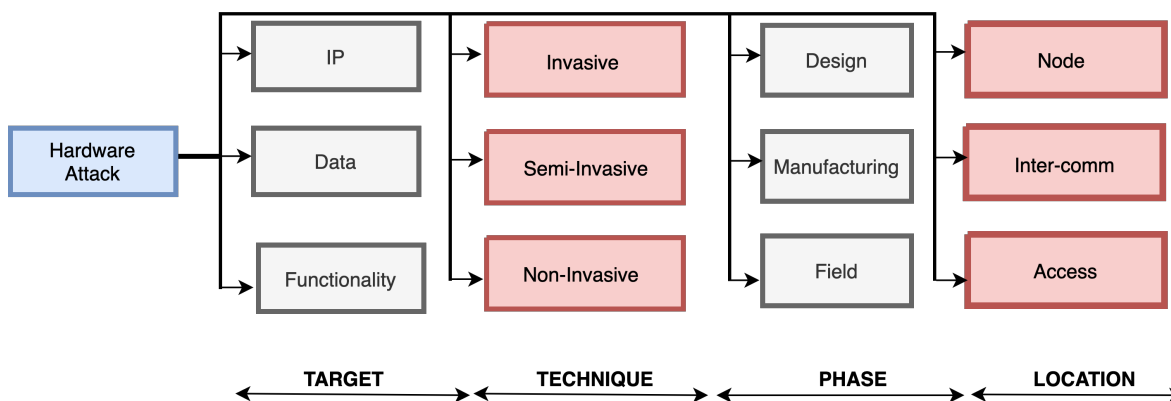 IP
Invasive
Design
Node
Hardware
Attack
Data
Semi-Invasive
Manufacturing
Inter-comm
Functionality
Non-Invasive
Field
Access
TARGET
TECHNIQUE
PHASE
LOCATION